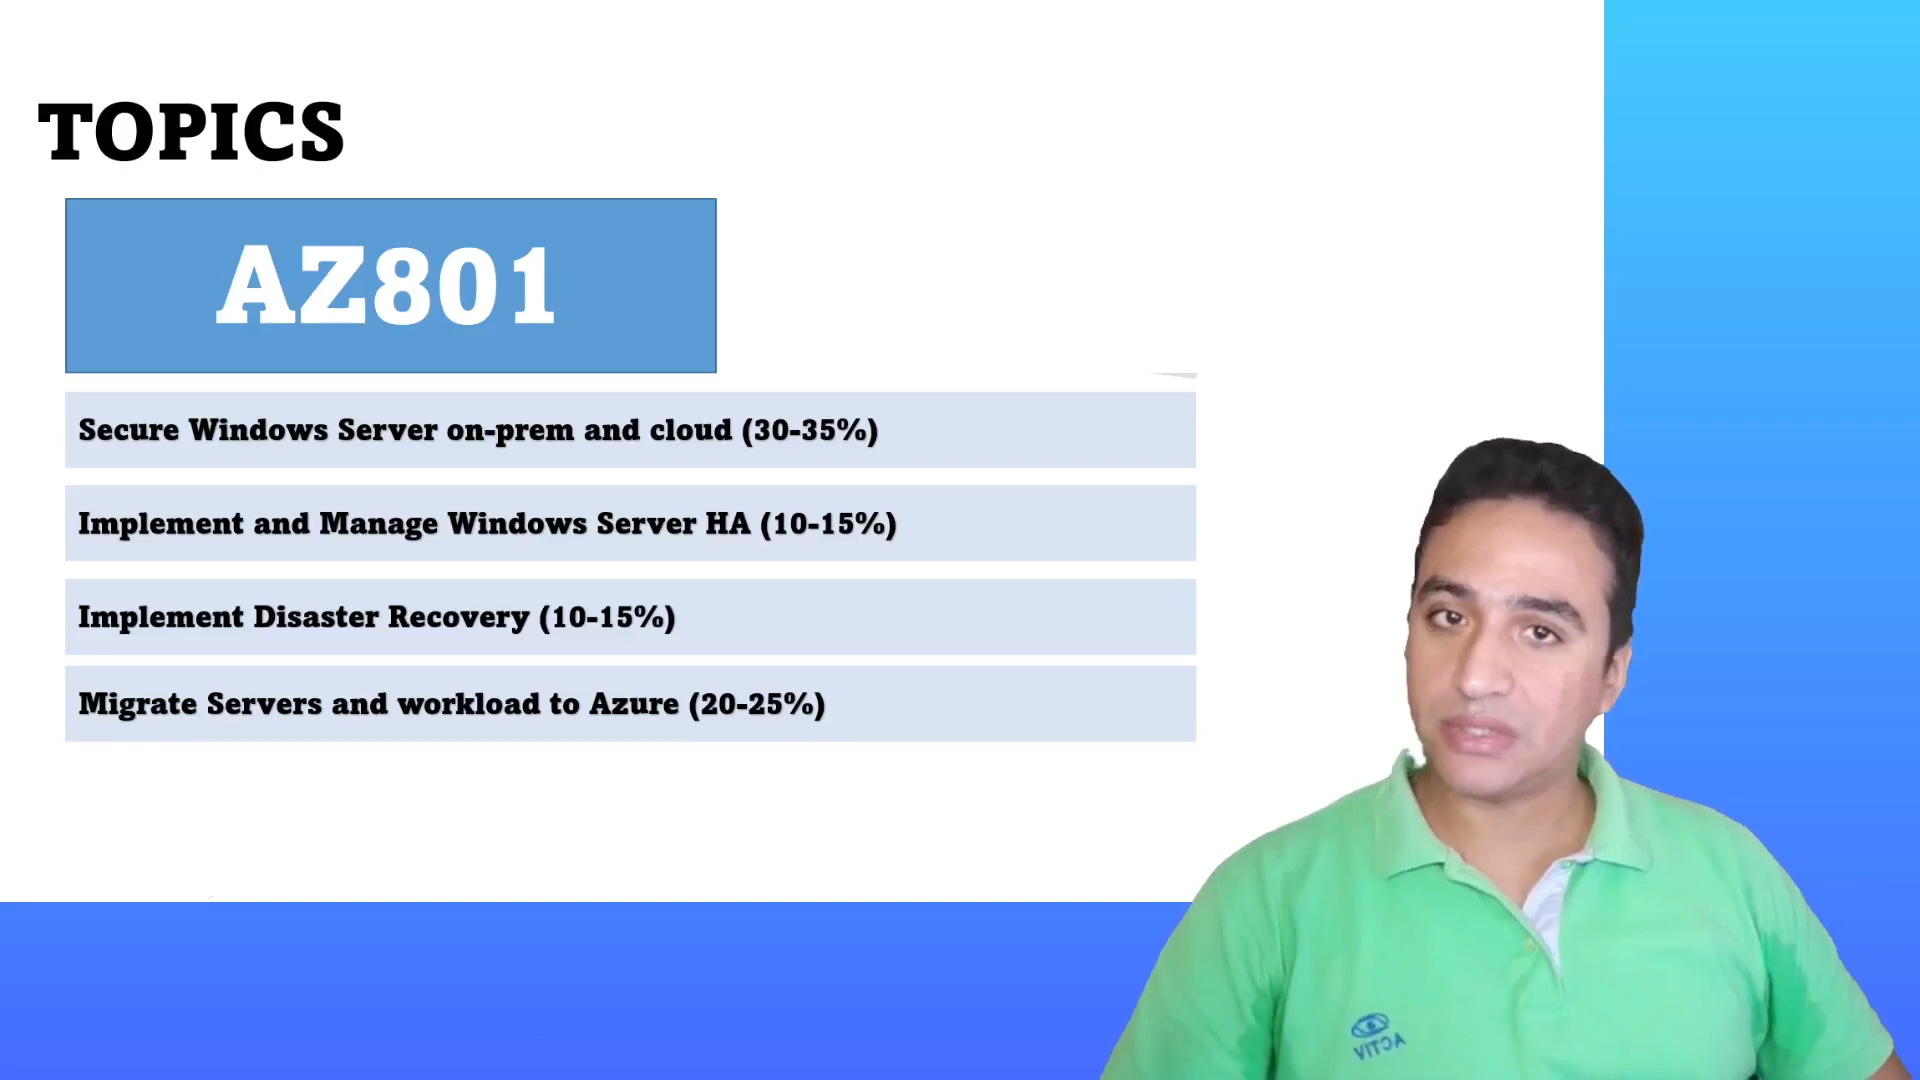 TOPICS
AZ801
Secure Windows Server on-prem and cloud (30-35%)
Implement and Manage Windows Server HA (10-15%)
Implement Disaster Recovery (10-15%)
Migrate Servers and workload to Azure (20-25%)
ACTIV